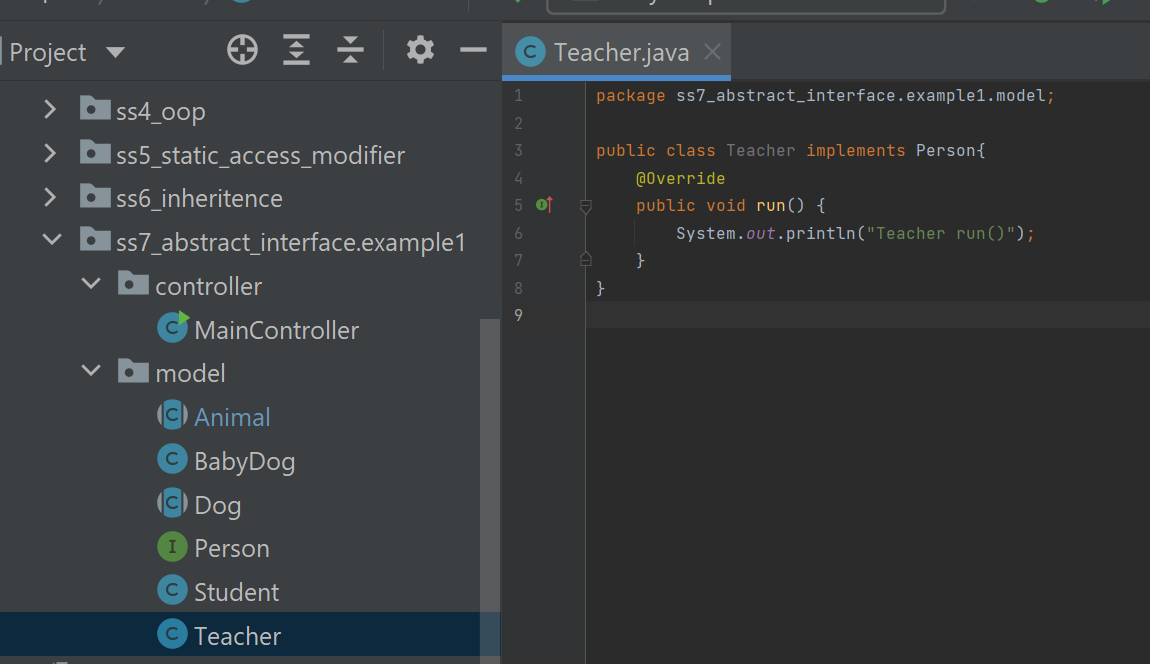 Project
Teacher.java
ss4_oop
ss5_static_access_modifier
ss6_inheritence
ss7_abstract_interface.example1
controller
MainController
model
Animal
BabyDog
Dog
Person
Student
Teacher
1 package ss7_abstract_interface.example1.model;
2
3 public class Teacher implements Person{
4 @Override
5 public void run() {
6 System.out.println("Teacher run()");
7 }
8 }
9